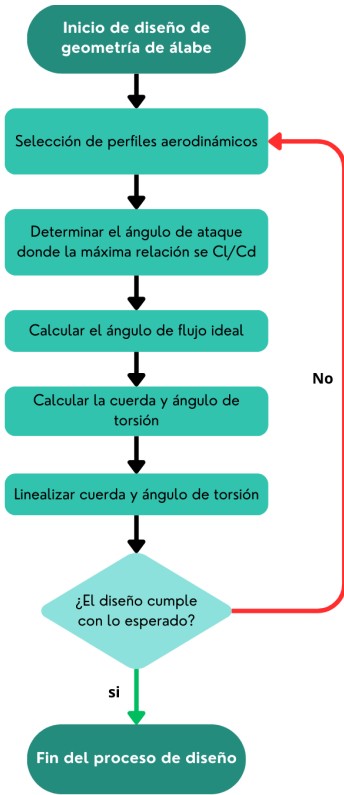 Inicio de diseño de
geometría de álabe
Selección de perfiles aerodinámicos
Determinar el ángulo de ataque
donde la máxima relación se Cl/Cd
Calcular el ángulo de flujo ideal
Calcular la cuerda y ángulo de
torsión
Linealizar cuerda y ángulo de torsión
¿El diseño cumple
con lo esperado?
No
si
Fin del proceso de diseño